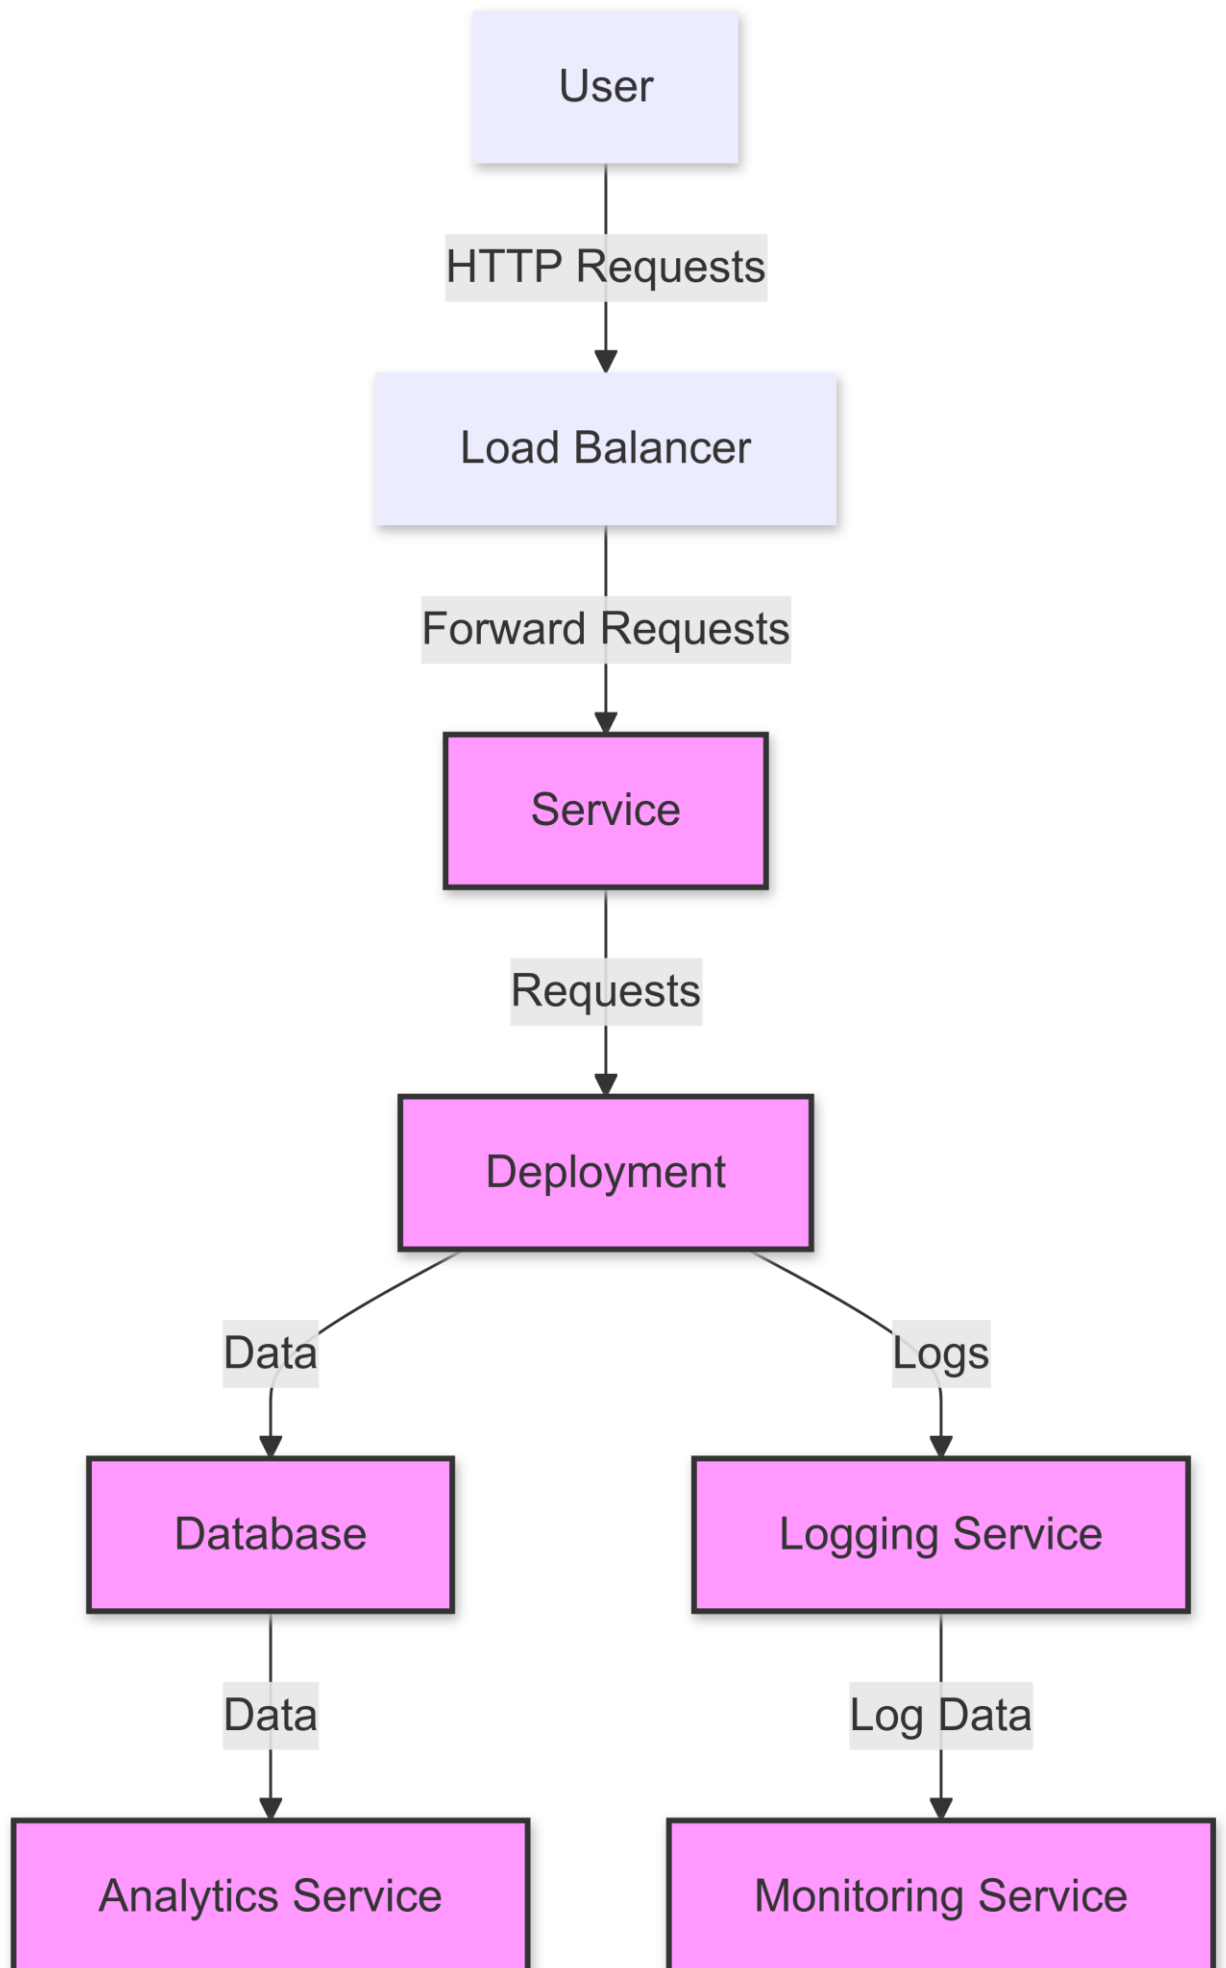 User
HTTP Requests
Load Balancer
Forward Requests
Service
Requests
Deployment
Data
Logs
Database
Logging Service
Data
Log Data
Analytics Service
Monitoring Service